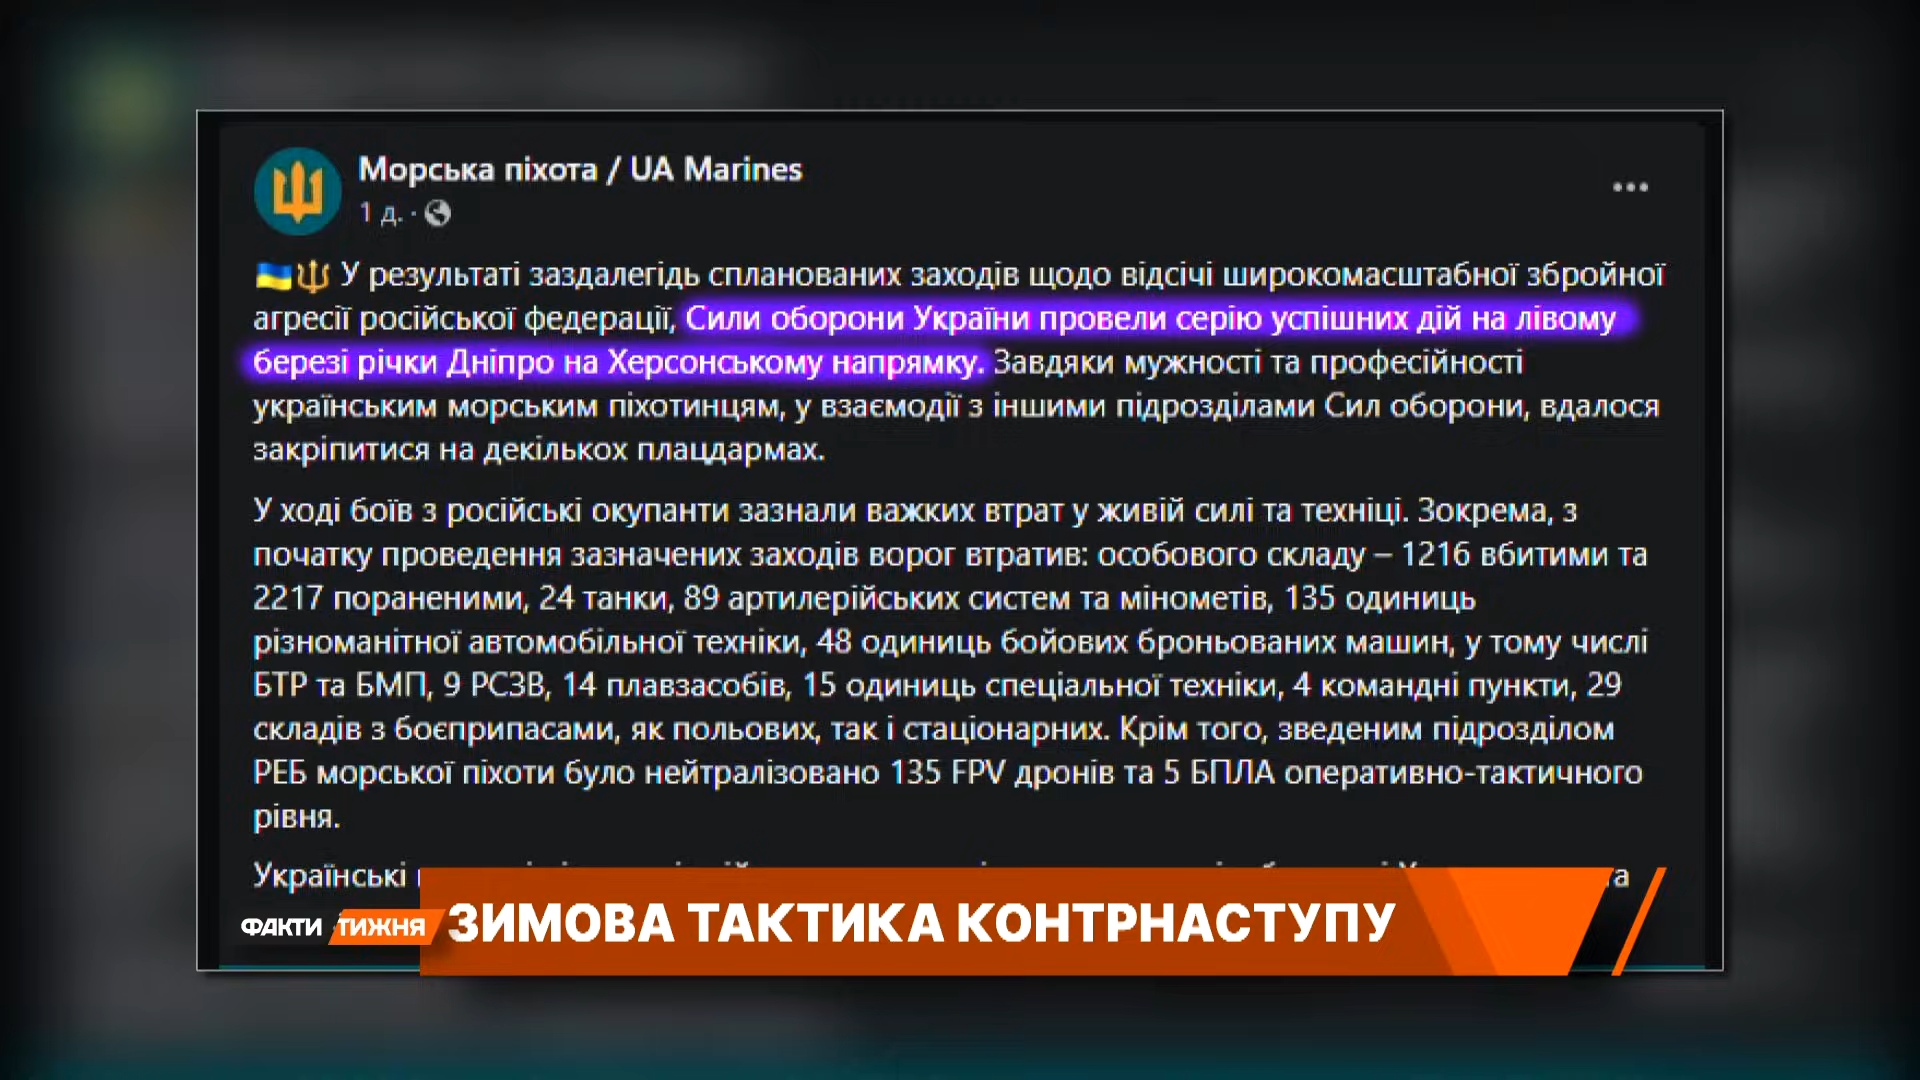 Морська піхота / UA Marines
1 д. ·
У результаті заздалегідь спланованих заходів щодо відсічі широкомасштабної збройної
агресії російської федерації, Сили оборони України провели серію успішних дій на лівому
березі річки Дніпро на Херсонському напрямку. Завдяки мужності та професійності
українським морським піхотинцям, у взаємодії з іншими підрозділами Сил оборони, вдалося
закріпитися на декількох плацдармах.
У ході боїв з російські окупанти зазнали важких втрат у живій силі та техніці. Зокрема, з
початку проведення зазначених заходів ворог втратив: особового складу – 1216 вбитими та
2217 пораненими, 24 танки, 89 артилерійських систем та мінометів, 135 одиниць
різноманітної автомобільної техніки, 48 одиниць бойових броньованих машин, у тому числі
БТР та БМП, 9 РСЗВ, 14 плавзасобів, 15 одиниць спеціальної техніки, 4 командні пункти, 29
складів з боєприпасами, як польових, так і стаціонарних. Крім того, зведеним підрозділом
РЕБ морської піхоти було нейтралізовано 135 FPV дронів та 5 БПЛА оперативно-тактичного
рівня.
Українські
ФАКТИ ТИЖНЯ ЗИМОВА ТАКТИКА КОНТРНАСТУПУ